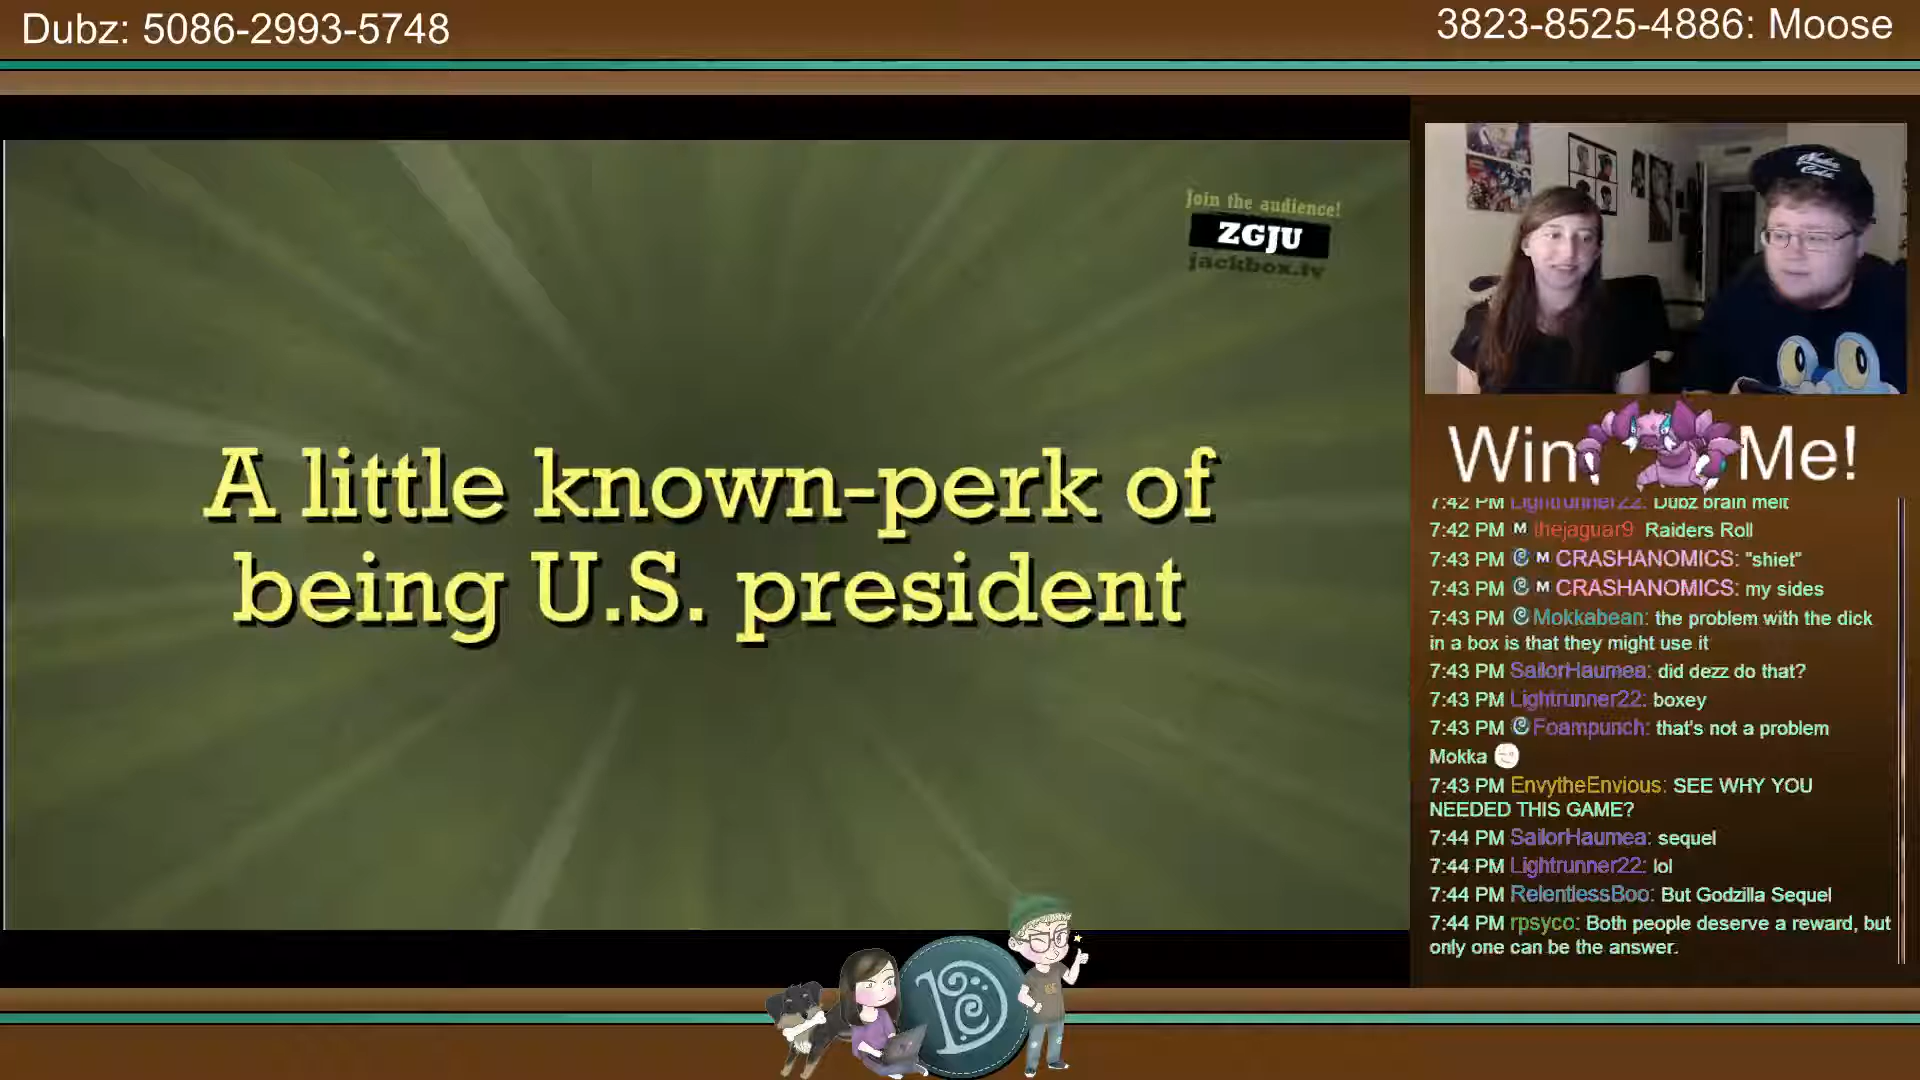 Dubz: 5086-2993-5748
3823-8525-4886: Moose
Join the audience!
ZGJU
jackbox.tv
A little known-perk of
being U.S. president
Nuka
Cola
Win Me!
7:42 PM Lightrunner22: Dubz brain melt
7:42 PM M thejaguar9 Raiders Roll
7:43 PM M CRASHANOMICS: "shiet"
7:43 PM M CRASHANOMICS: my sides
7:43 PM Mokkabean: the problem with the dick
in a box is that they might use it
7:43 PM SailorHaumea: did dezz do that?
7:43 PM Lightrunner22: boxey
7:43 PM Foampunch: that's not a problem
Mokka
7:43 PM EnvytheEnvious: SEE WHY YOU
NEEDED THIS GAME?
7:44 PM SailorHaumea: sequel
7:44 PM Lightrunner22: lol
7:44 PM RelentlessBoo: But Godzilla Sequel
7:44 PM rpsyco: Both people deserve a reward, but
only one can be the answer.